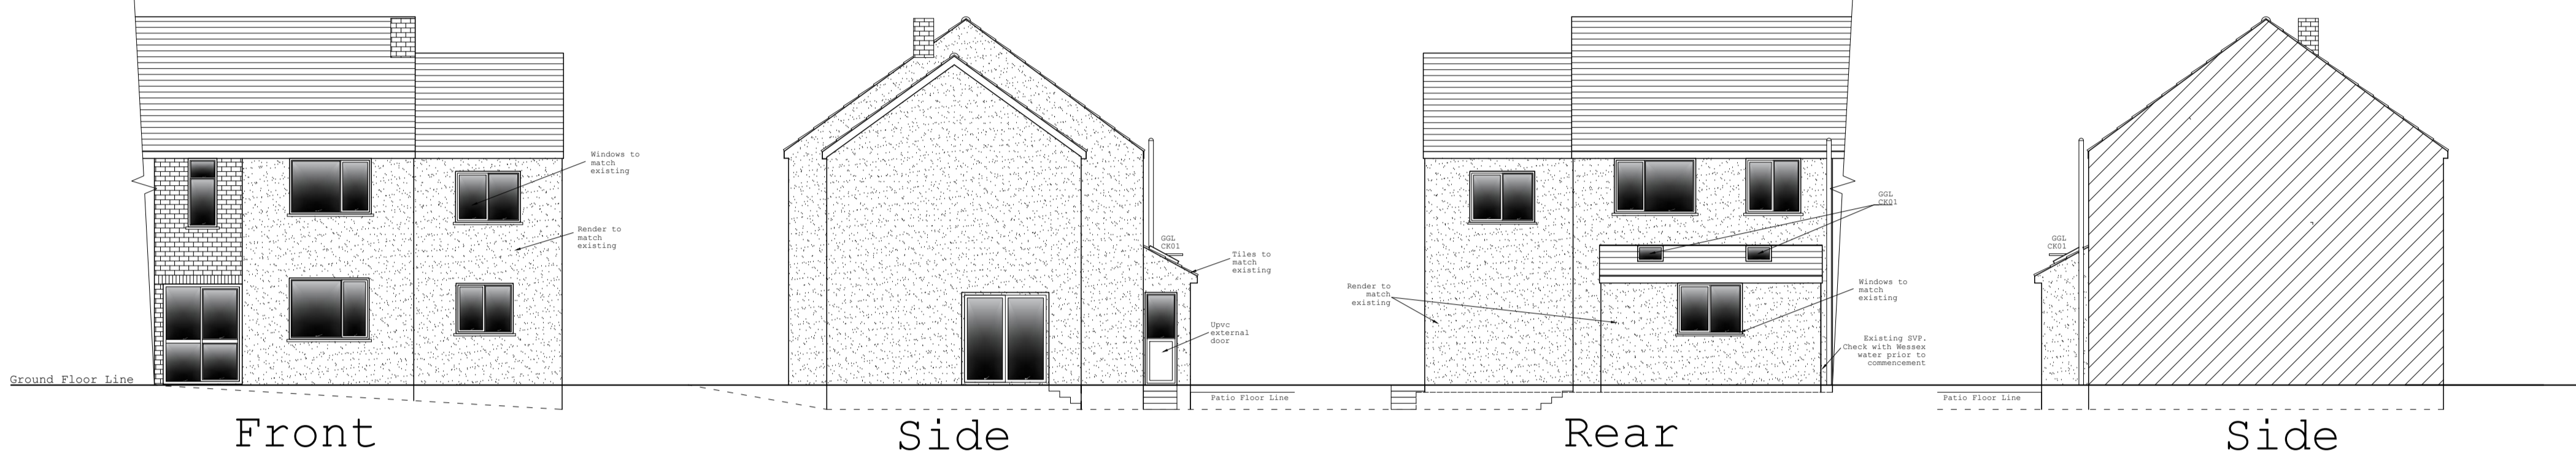 Windows to
match
existing
Render to
match
existing
Ground Floor Line
Front
GGL
CK01
Tiles to
match
existing
Upvc
external
door
Patio Floor Line
Side
GGL
CK01
Render to
match
existing
Windows to
match
existing
Existing SVP.
Check with Wessex
water prior to
commencement
Rear
GGL
CK01
Patio Floor Line
Side